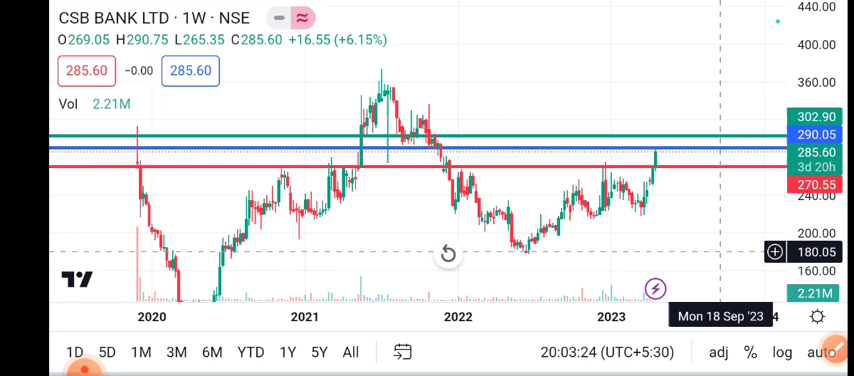 CSB BANK LTD · 1W · NSE
O269.05 H290.75 L265.35 C285.60 +16.55 (+6.15%)
285.60 −0.00 285.60
Vol 2.21M
440.00
400.00
360.00
302.90
290.05
285.60
3d 20h
270.55
240.00
200.00
180.05
160.00
2.21M
2020 2021 2022 2023 Mon 18 Sep '23 4
1D 5D 1M 3M 6M YTD 1Y 5Y All 20:03:24 (UTC+5:30) adj % log auto